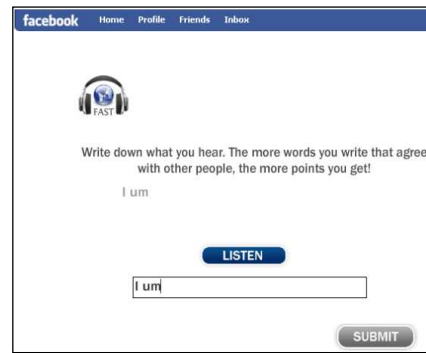 facebook Home Profile Friends Inbox
FAST
Write down what you hear. The more words you write that agree
with other people, the more points you get!
I um
LISTEN
I um
SUBMIT